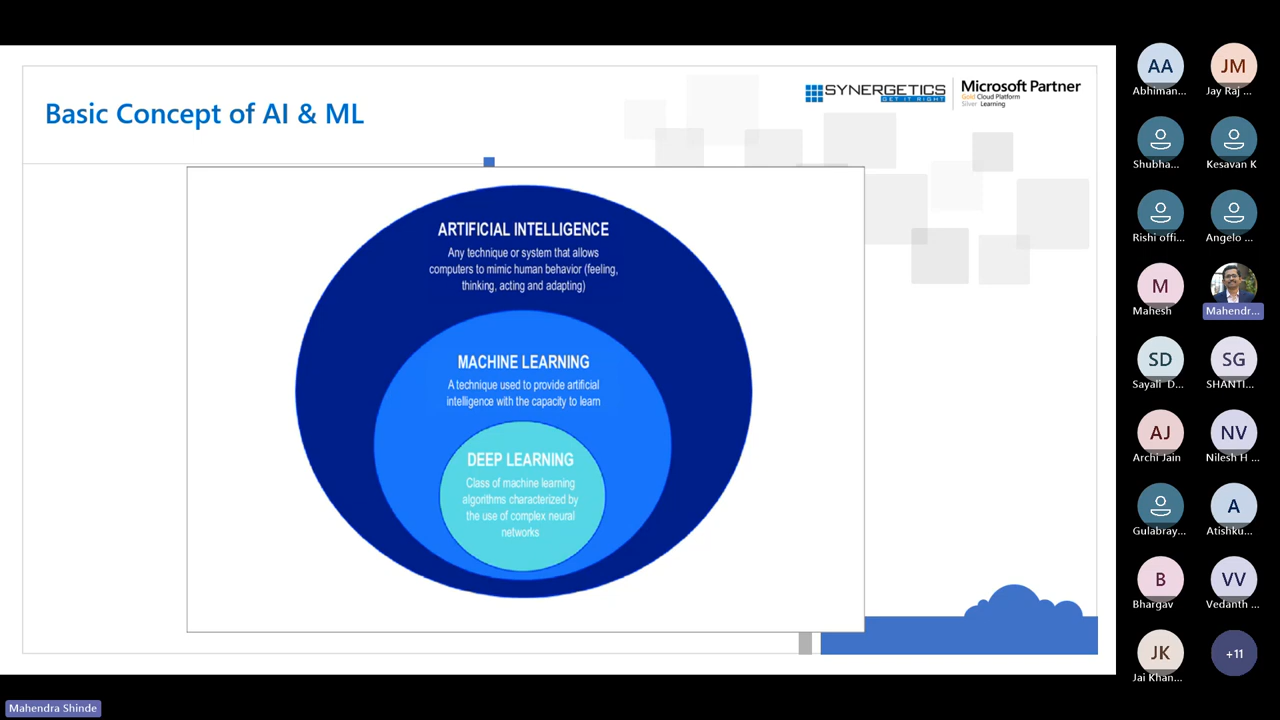 Basic Concept of AI & ML
SYNERGETICS
GET IT RIGHT
Microsoft Partner
Gold Cloud Platform
Silver Learning
ARTIFICIAL INTELLIGENCE
Any technique or system that allows
computers to mimic human behavior (feeling,
thinking, acting and adapting)
MACHINE LEARNING
A technique used to provide artificial
intelligence with the capacity to learn
DEEP LEARNING
Class of machine learning
algorithms characterized by
the use of complex neural
networks
AA
JM
Abhiman...
Jay Raj ...
Shubha...
Kesavan K
Rishi offi...
Angelo ...
M
Mahesh
Mahendr...
SD
SG
Sayali D...
SHANTI...
AJ
NV
Archi Jain
Nilesh H ...
A
Gulabray...
Atishku...
B
VV
Bhargav
Vedanth ...
JK
+11
Jai Khan...
Mahendra Shinde